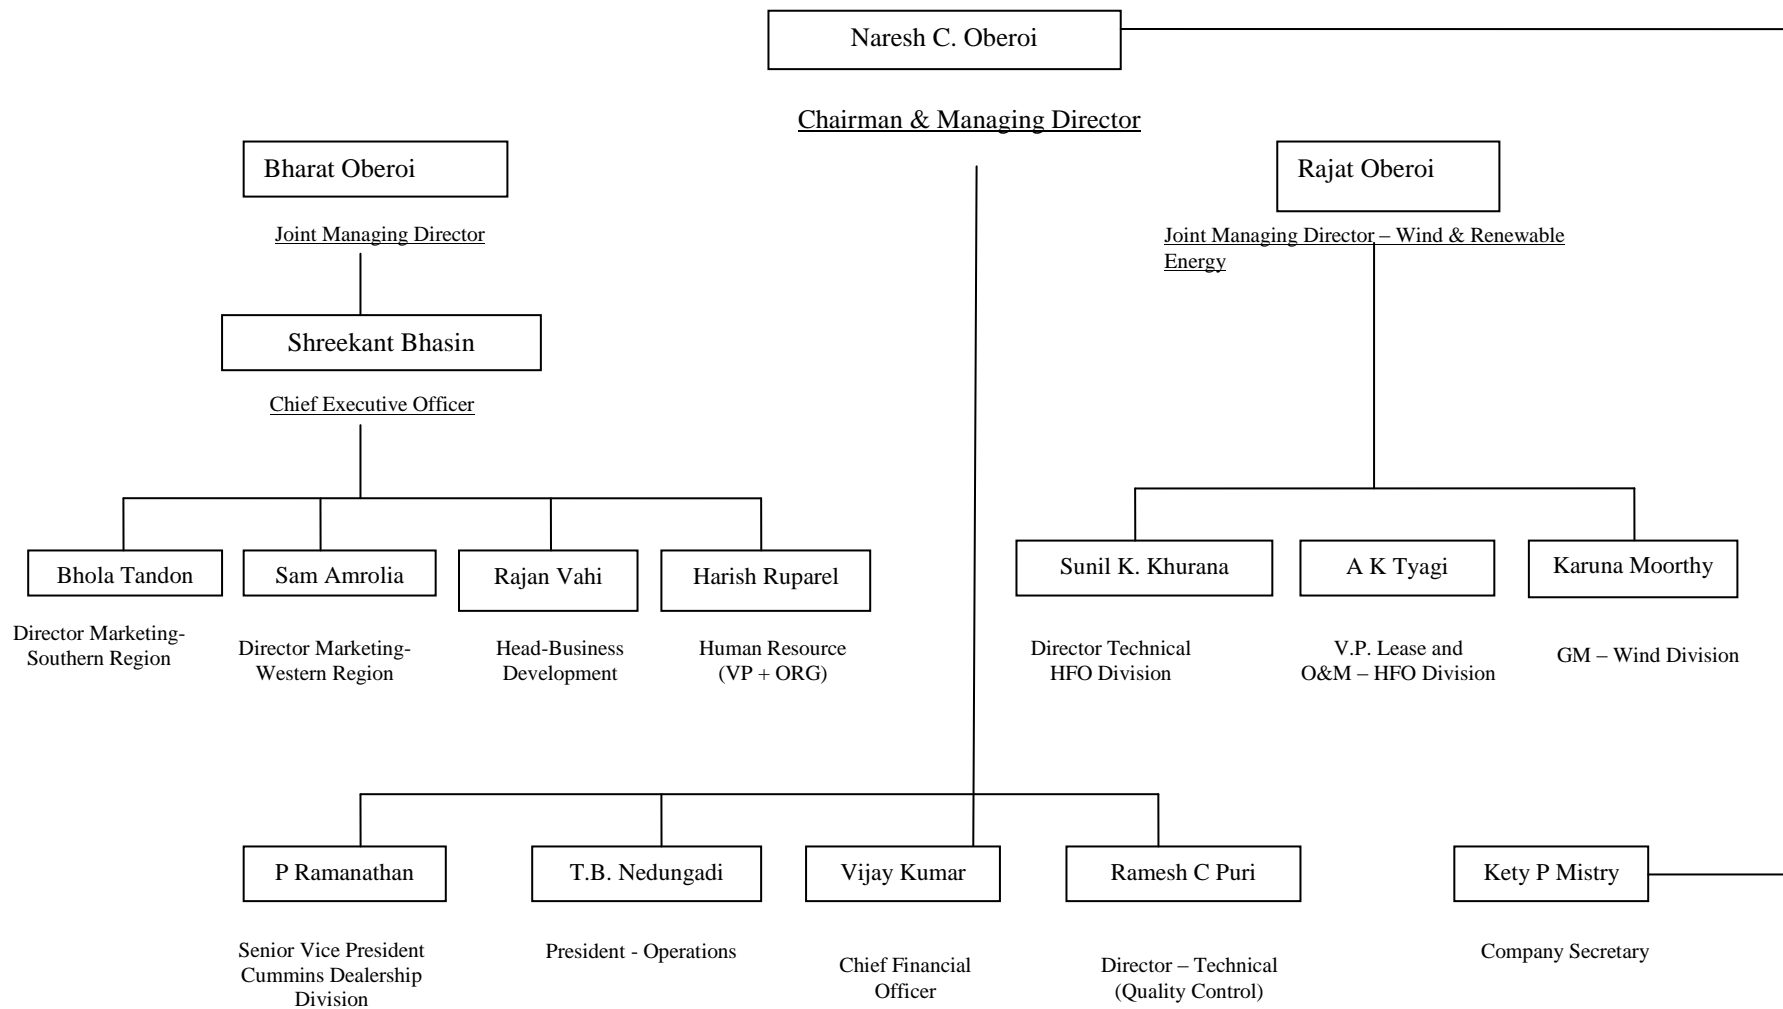 Naresh C. Oberoi
Chairman & Managing Director
Bharat Oberoi
Joint Managing Director
Rajat Oberoi
Joint Managing Director – Wind & Renewable
Energy
Shreekant Bhasin
Chief Executive Officer
Bhola Tandon
Director Marketing-
Southern Region
Sam Amrolia
Director Marketing-
Western Region
Rajan Vahi
Head-Business
Development
Harish Ruparel
Human Resource
(VP + ORG)
Sunil K. Khurana
Director Technical
HFO Division
A K Tyagi
V.P. Lease and
O&M – HFO Division
Karuna Moorthy
GM – Wind Division
P Ramanathan
Senior Vice President
Cummins Dealership
Division
T.B. Nedungadi
President - Operations
Vijay Kumar
Chief Financial
Officer
Ramesh C Puri
Director – Technical
(Quality Control)
Kety P Mistry
Company Secretary